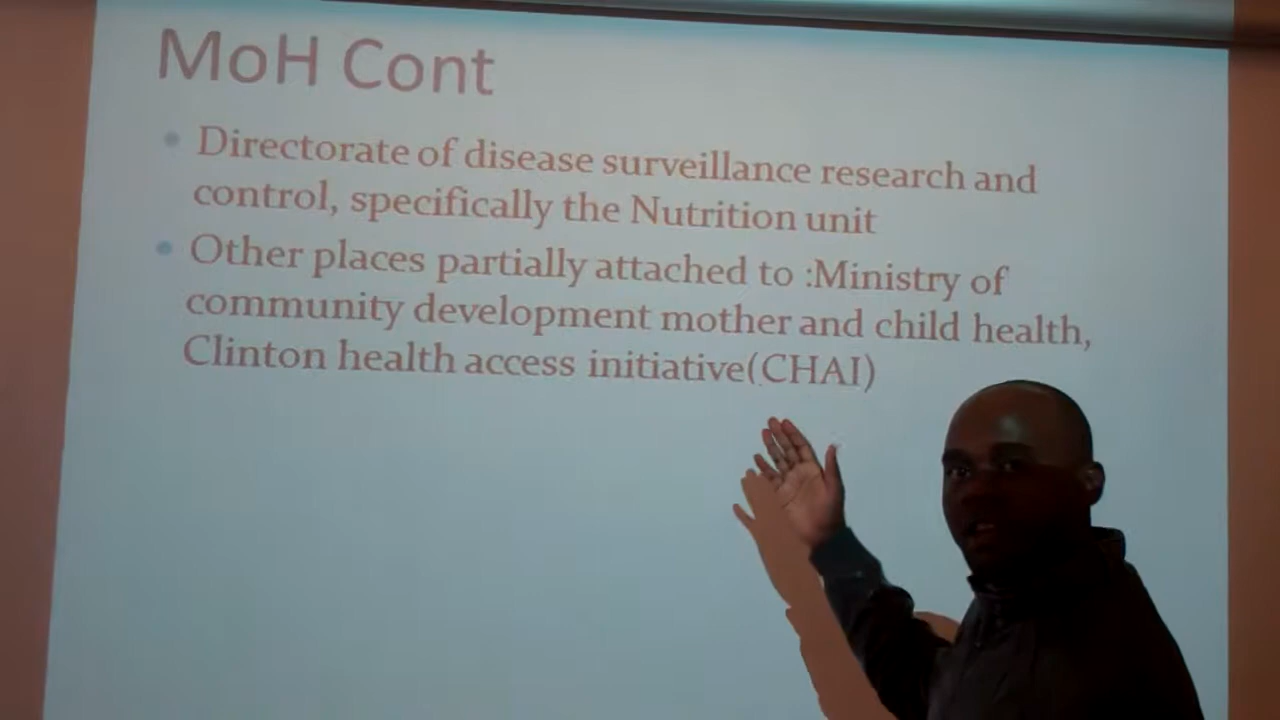 MoH Cont
Directorate of disease surveillance research and
control, specifically the Nutrition unit
Other places partially attached to :Ministry of
community development mother and child health,
Clinton health access initiative(CHAI)